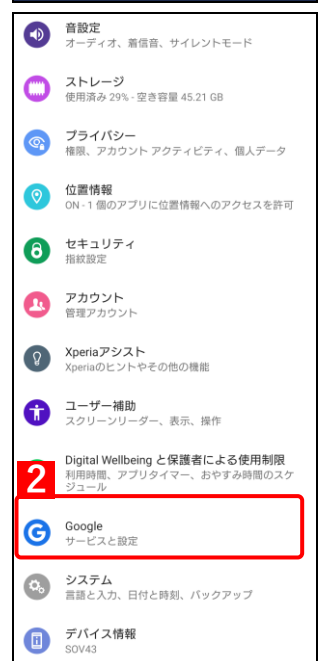 音設定
オーディオ、着信音、サイレントモード
ストレージ
使用済み 29% - 空き容量 45.21 GB
プライバシー
権限、アカウント アクティビティ、個人データ
位置情報
ON - 1 個のアプリに位置情報へのアクセスを許可
セキュリティ
指紋設定
アカウント
管理アカウント
Xperiaアシスト
Xperiaのヒントやその他の機能
ユーザー補助
スクリーンリーダー、表示、操作
Digital Wellbeing と保護者による使用制限
利用時間、アプリタイマー、おやすみ時間のスケ
ジュール
2
Google
サービスと設定
システム
言語と入力、日付と時刻、バックアップ
デバイス情報
SOV43